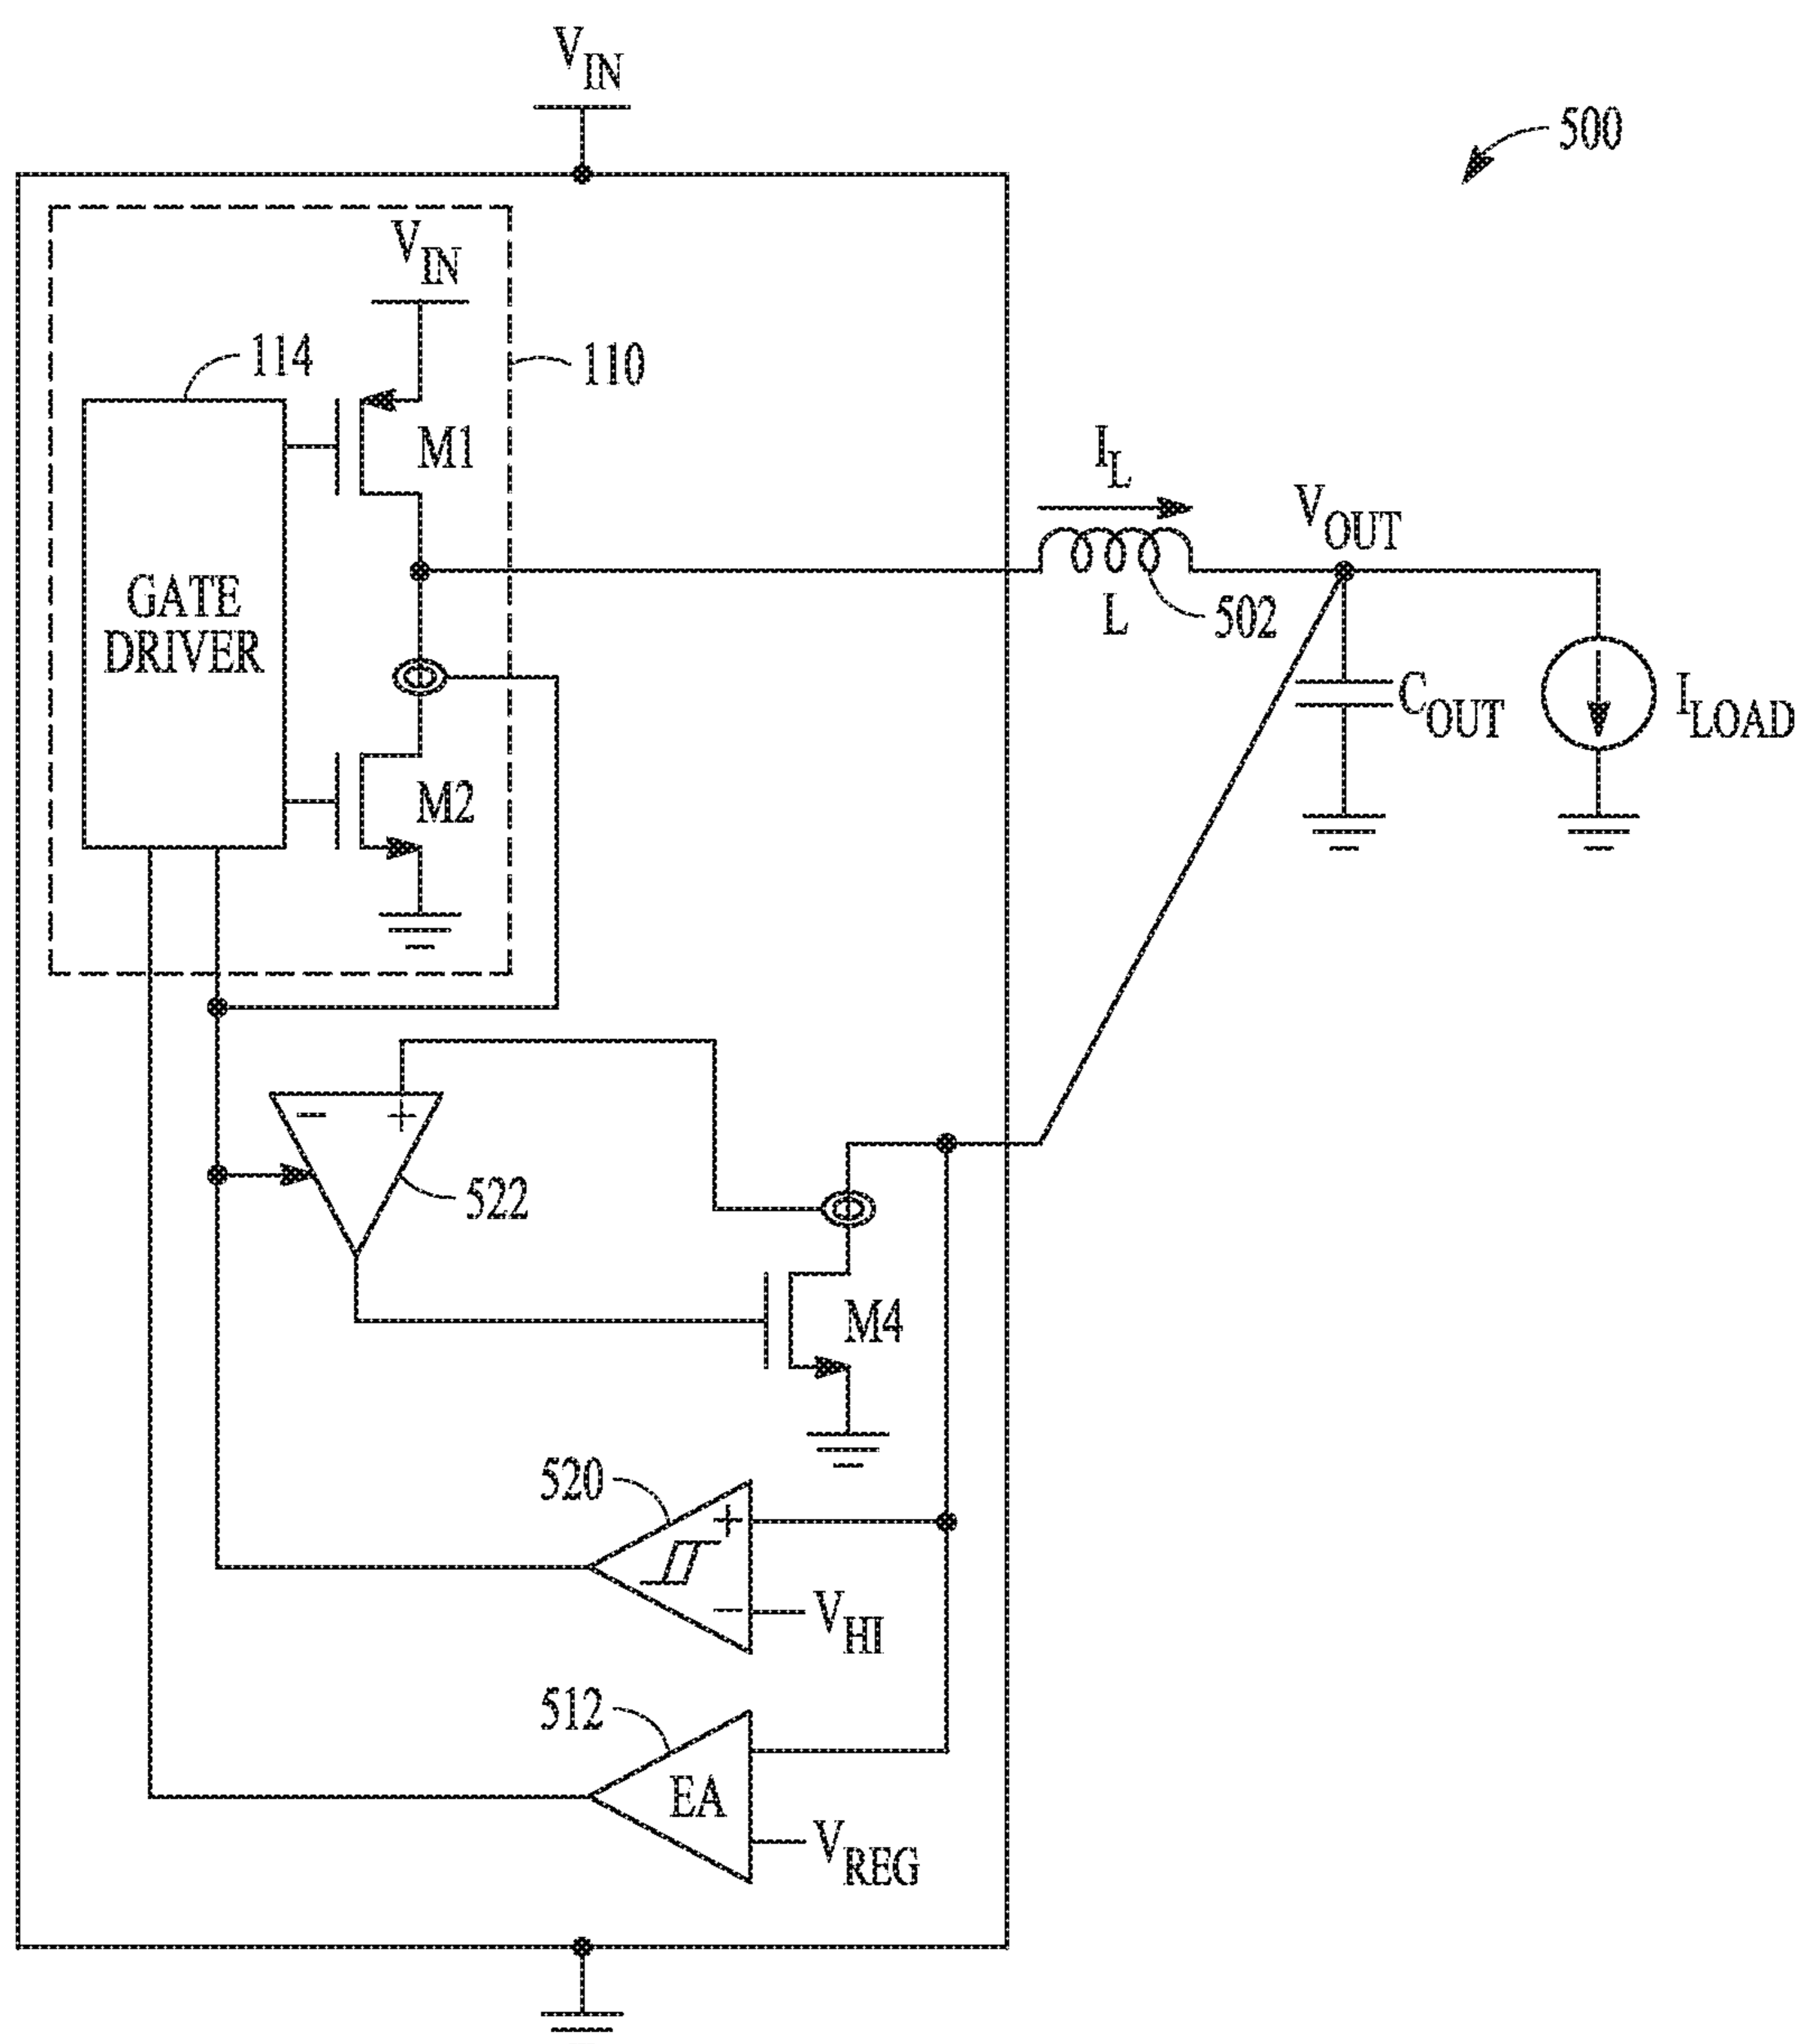 V_IN
500
V_IN
114
110
M1
I_L
V_OUT
GATE
DRIVER
L
502
C_OUT
I_LOAD
M2
−
+
522
M4
520
+
−
V_HI
512
EA
V_REG